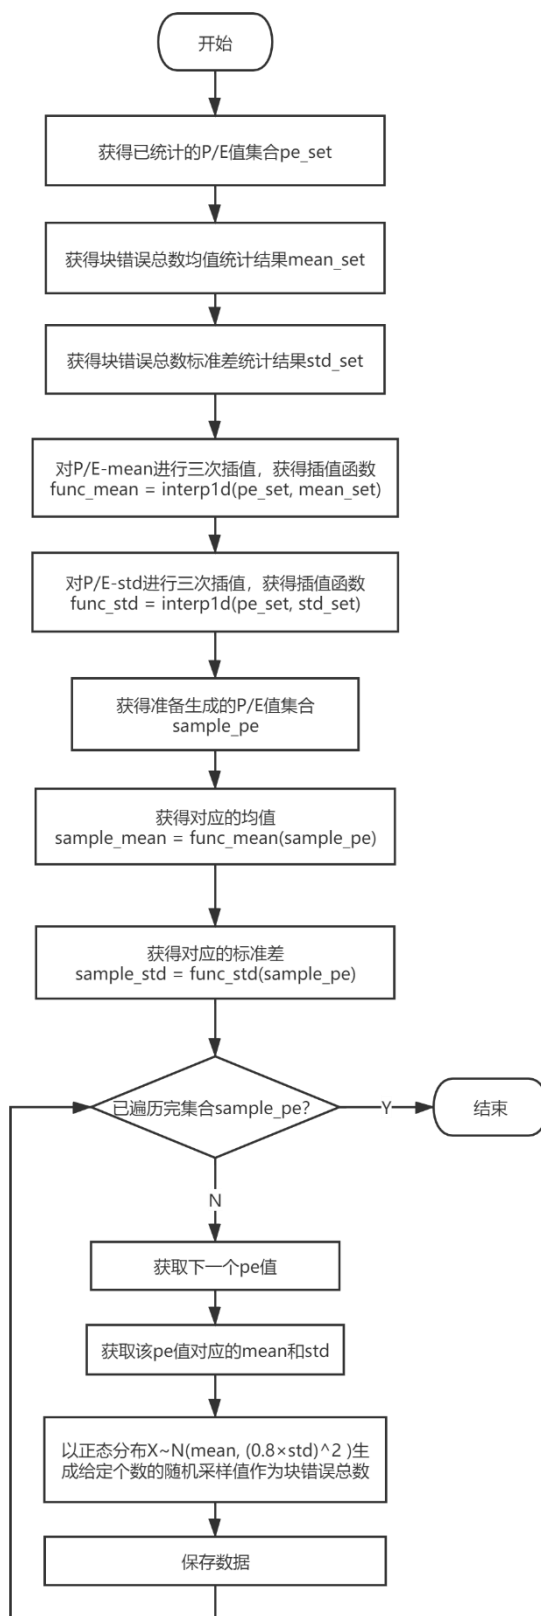 开始
获得已统计的P/E值集合pe_set
获得块错误总数均值统计结果mean_set
获得块错误总数标准差统计结果std_set
对P/E-mean进行三次插值，获得插值函数
func_mean = interp1d(pe_set, mean_set)
对P/E-std进行三次插值，获得插值函数
func_std = interp1d(pe_set, std_set)
获得准备生成的P/E值集合
sample_pe
获得对应的均值
sample_mean = func_mean(sample_pe)
获得对应的标准差
sample_std = func_std(sample_pe)
已遍历完集合sample_pe?
Y
结束
N
获取下一个pe值
获取该pe值对应的mean和std
以正态分布X~N(mean, (0.8×std)^2 )生
成给定个数的随机采样值作为块错误总数
保存数据